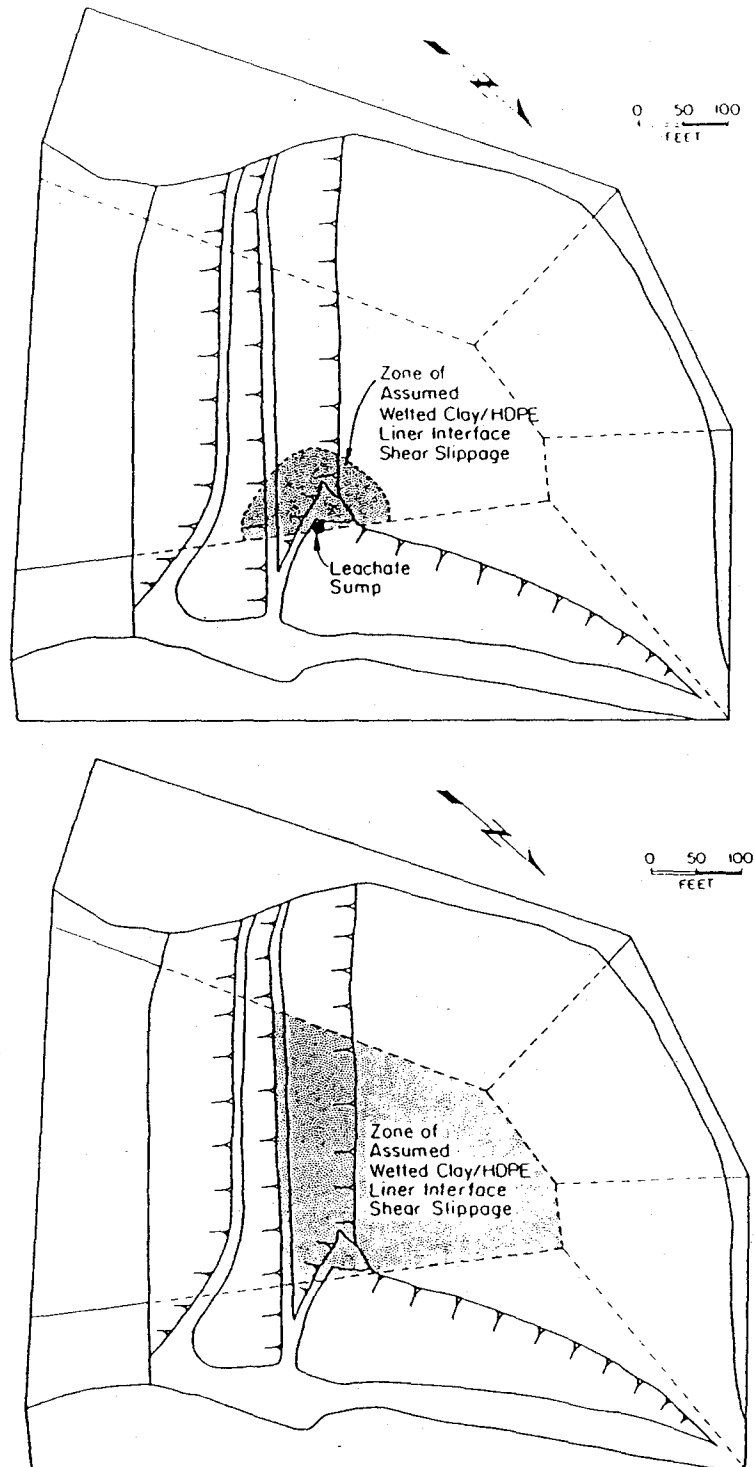 0 50 100
FEET
Zone of
Assumed
Wetted Clay/HDPE
Liner Interface
Shear Slippage
Leachate
Sump
0 50 100
FEET
Zone of
Assumed
Wetted Clay/HDPE
Liner Interface
Shear Slippage